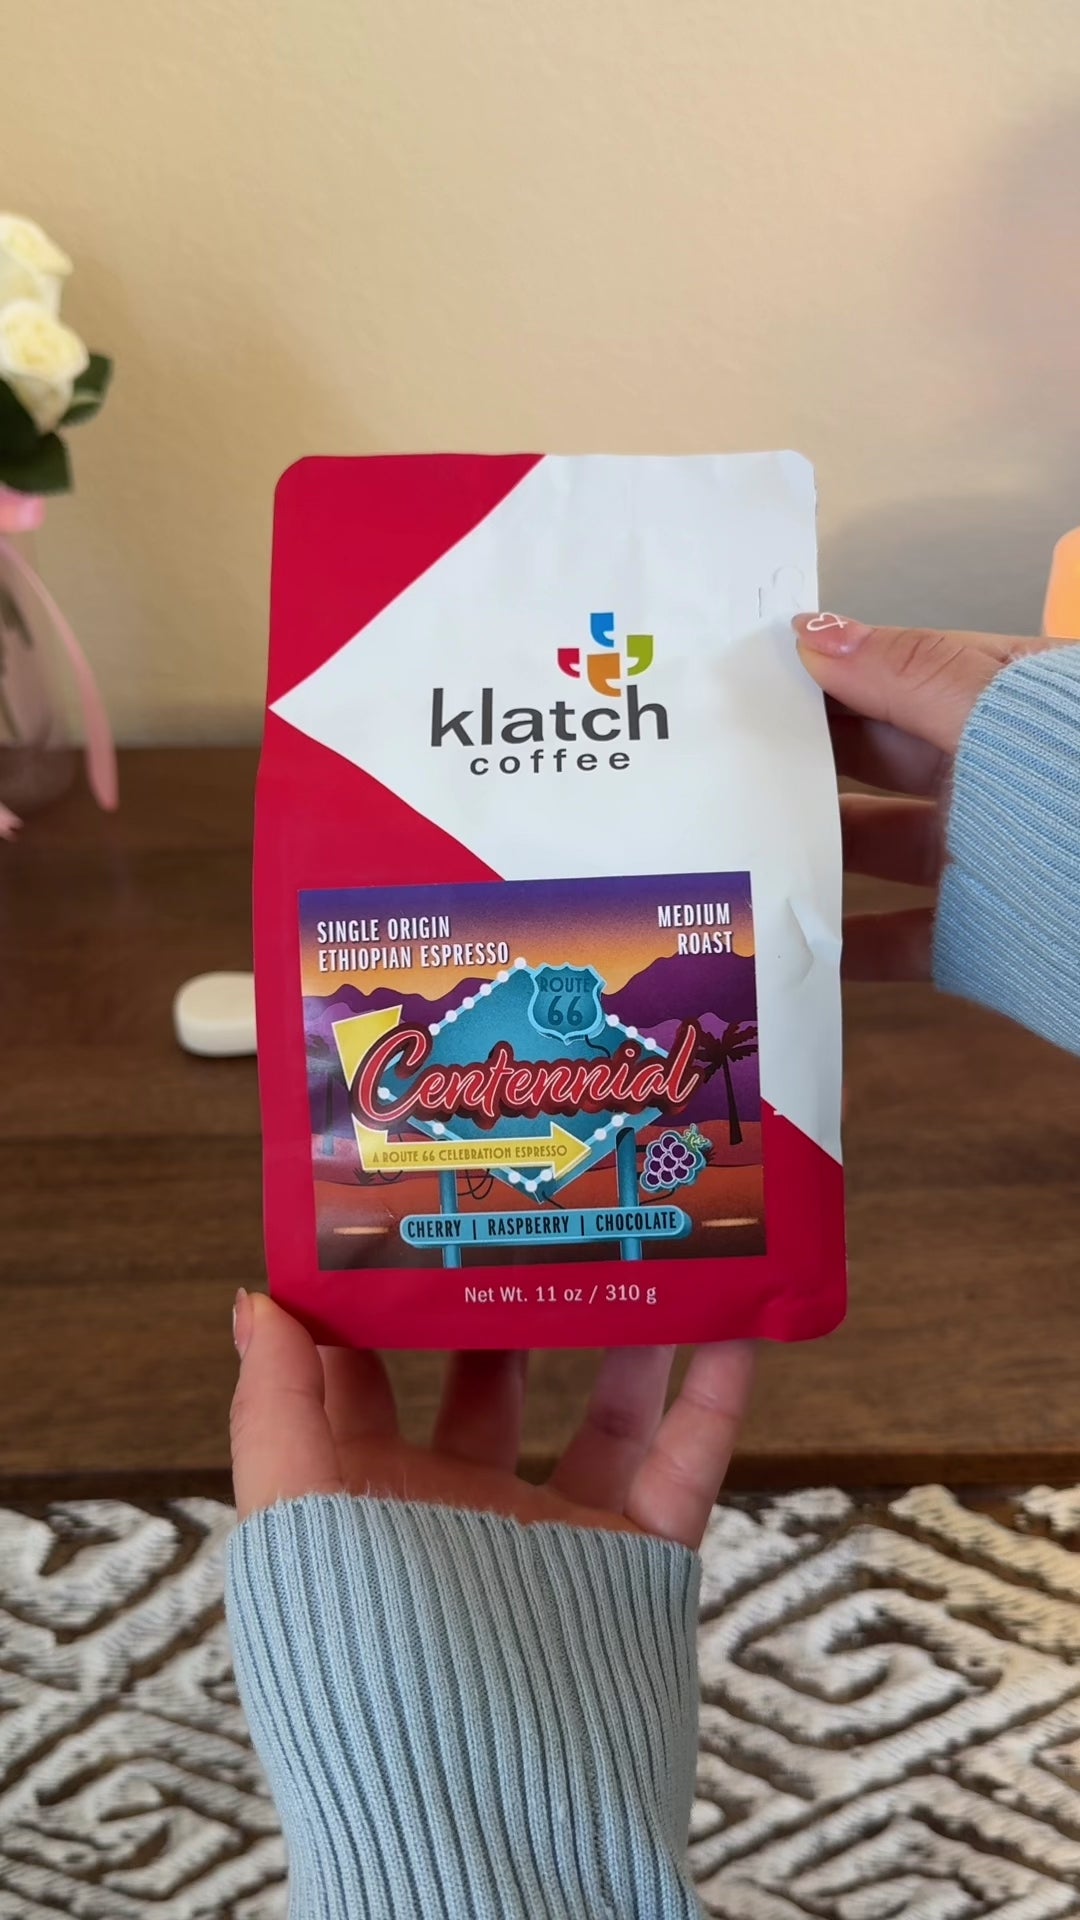 klatch
coffee
SINGLE ORIGIN
ETHIOPIAN ESPRESSO
MEDIUM
ROAST
ROUTE
66
Centennial
A ROUTE 66 CELEBRATION ESPRESSO
CHERRY | RASPBERRY | CHOCOLATE
Net Wt. 11 oz / 310 g